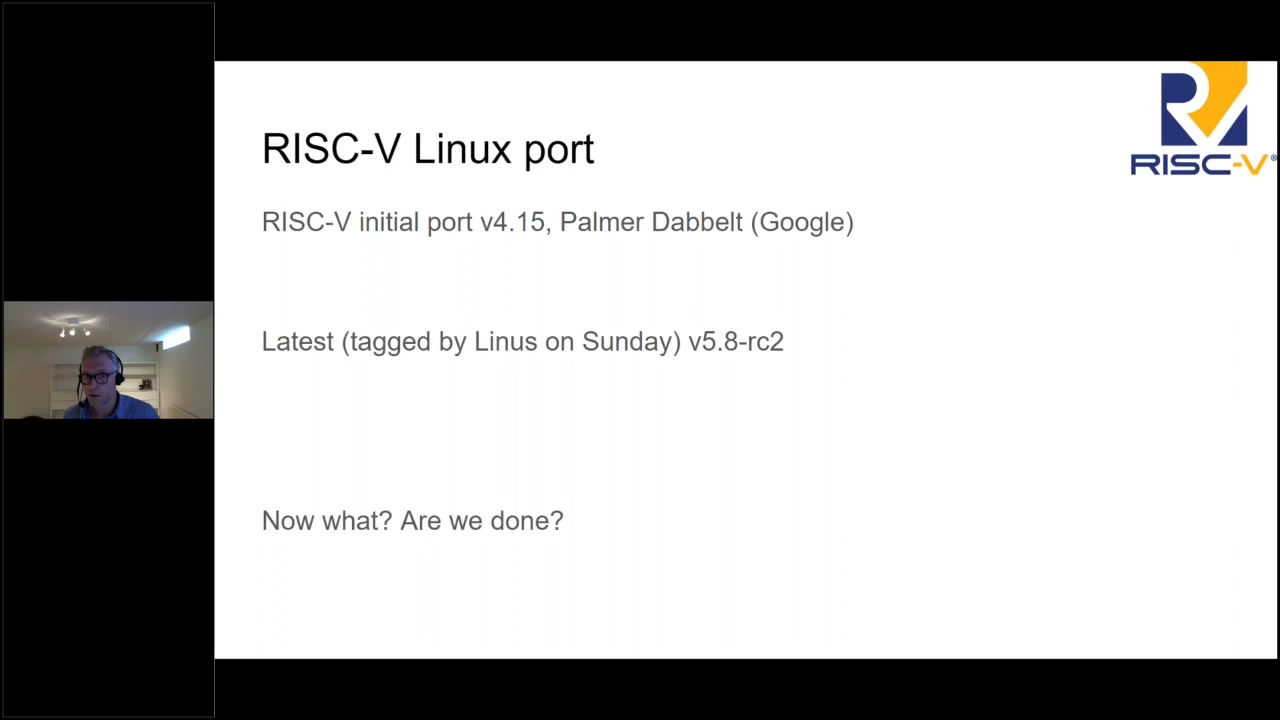 RISC-V Linux port
RISC-V®
RISC-V initial port v4.15, Palmer Dabbelt (Google)
Latest (tagged by Linus on Sunday) v5.8-rc2
Now what? Are we done?